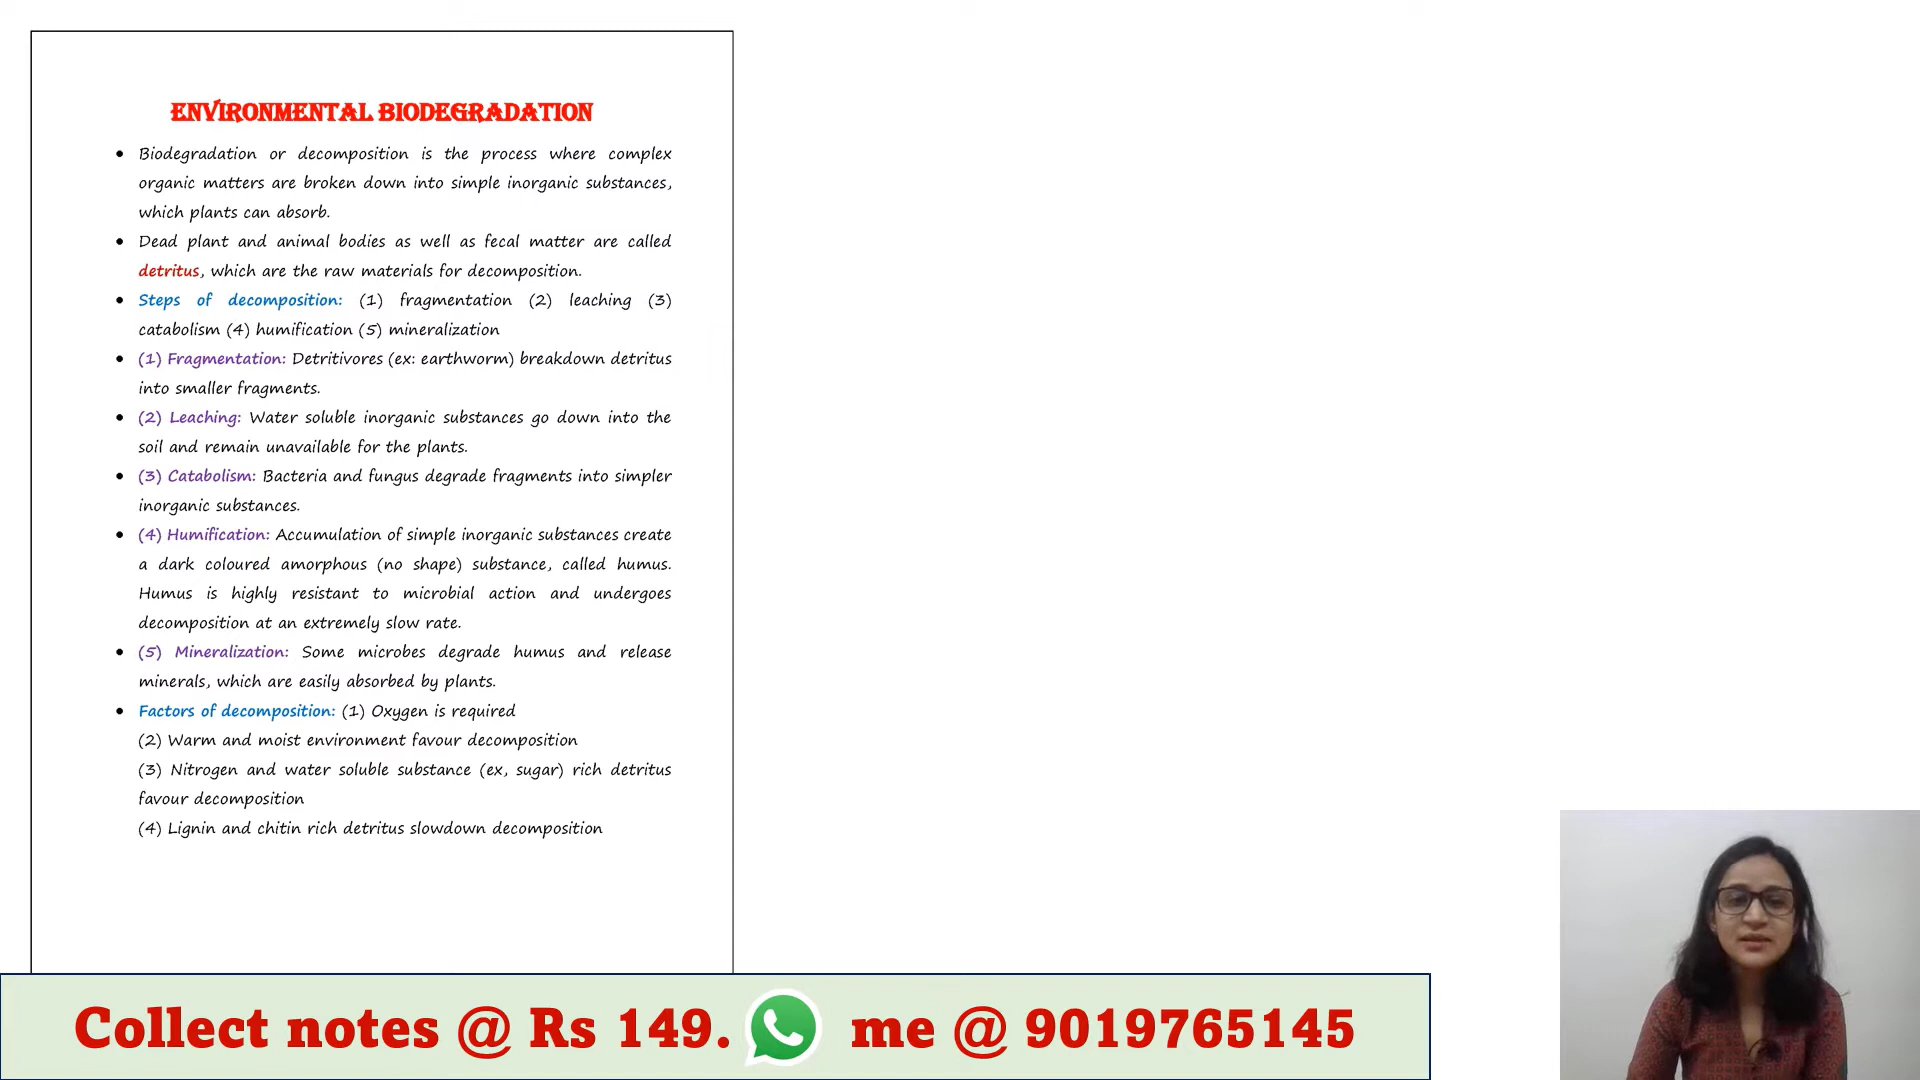 ENVIRONMENTAL BIODEGRADATION
• Biodegradation or decomposition is the process where complex
organic matters are broken down into simple inorganic substances,
which plants can absorb.
• Dead plant and animal bodies as well as fecal matter are called
detritus, which are the raw materials for decomposition.
• Steps of decomposition: (1) fragmentation (2) leaching (3)
catabolism (4) humification (5) mineralization
• (1) Fragmentation: Detritivores (ex: earthworm) breakdown detritus
into smaller fragments.
• (2) Leaching: Water soluble inorganic substances go down into the
soil and remain unavailable for the plants.
• (3) Catabolism: Bacteria and fungus degrade fragments into simpler
inorganic substances.
• (4) Humification: Accumulation of simple inorganic substances create
a dark coloured amorphous (no shape) substance, called humus.
Humus is highly resistant to microbial action and undergoes
decomposition at an extremely slow rate.
• (5) Mineralization: Some microbes degrade humus and release
minerals, which are easily absorbed by plants.
• Factors of decomposition: (1) Oxygen is required
(2) Warm and moist environment favour decomposition
(3) Nitrogen and water soluble substance (ex, sugar) rich detritus
favour decomposition
(4) Lignin and chitin rich detritus slowdown decomposition
Collect notes @ Rs 149. me @ 9019765145